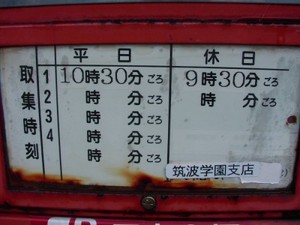 平日 休日
取集時刻
1 10時30分ごろ 9時30分ごろ
2 時 分ごろ 時 分ごろ
3 時 分ごろ
4 時 分ごろ
時 分ごろ
筑波学園支店